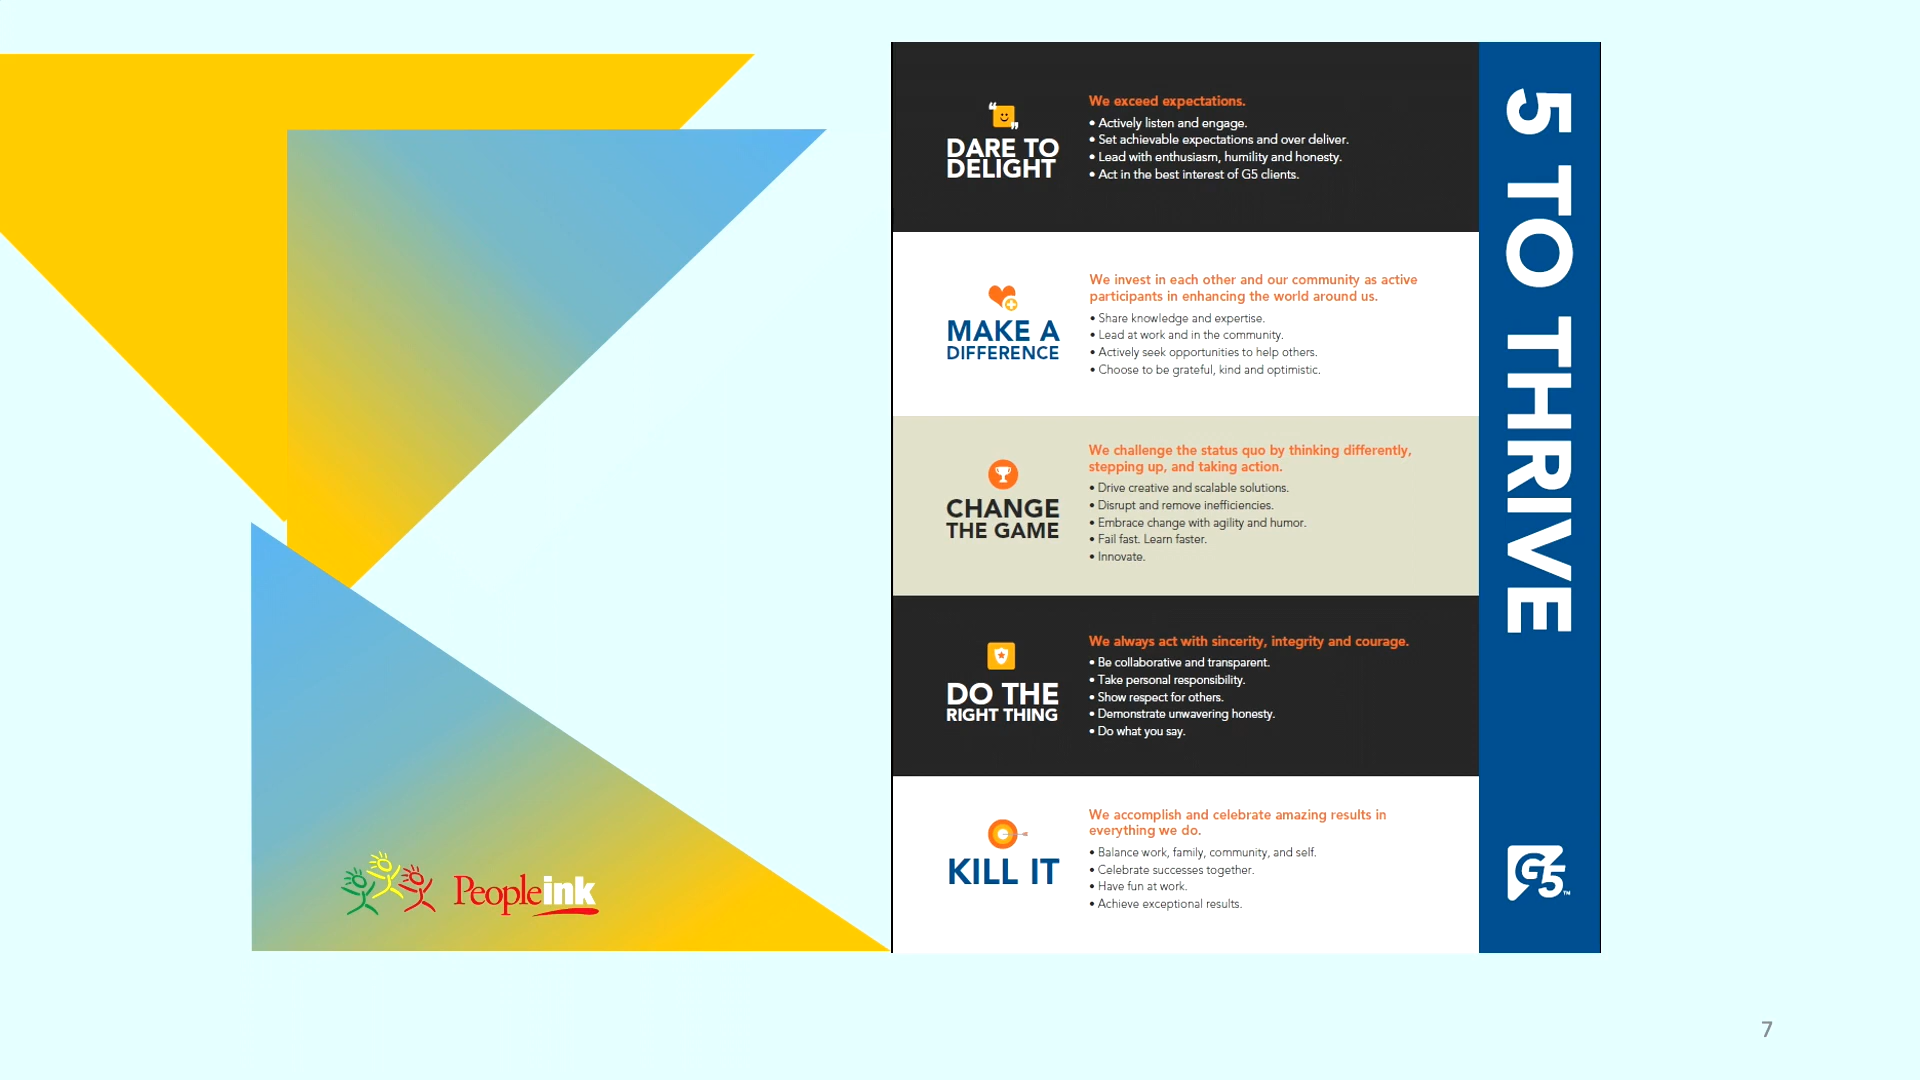 DARE TO
DELIGHT
We exceed expectations.
• Actively listen and engage.
• Set achievable expectations and over deliver.
• Lead with enthusiasm, humility and honesty.
• Act in the best interest of G5 clients.
MAKE A
DIFFERENCE
We invest in each other and our community as active
participants in enhancing the world around us.
• Share knowledge and expertise.
• Lead at work and in the community.
• Actively seek opportunities to help others.
• Choose to be grateful, kind and optimistic.
CHANGE
THE GAME
We challenge the status quo by thinking differently,
stepping up, and taking action.
• Drive creative and scalable solutions.
• Disrupt and remove inefficiencies.
• Embrace change with agility and humor.
• Fail fast. Learn faster.
• Innovate.
DO THE
RIGHT THING
We always act with sincerity, integrity and courage.
• Be collaborative and transparent.
• Take personal responsibility.
• Show respect for others.
• Demonstrate unwavering honesty.
• Do what you say.
KILL IT
We accomplish and celebrate amazing results in
everything we do.
• Balance work, family, community, and self.
• Celebrate successes together.
• Have fun at work.
• Achieve exceptional results.
5 TO THRIVE
G5™
Peopleink
7